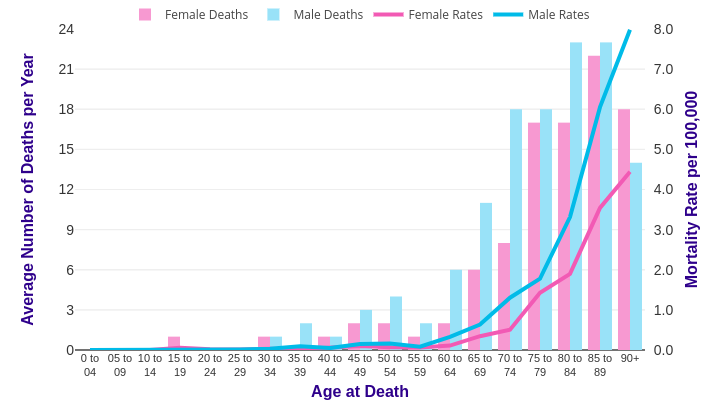 Female Deaths Male Deaths Female Rates Male Rates
24 8.0
21 7.0
18 6.0
15 5.0
12 4.0
9 3.0
6 2.0
3 1.0
0 0.0
Average Number of Deaths per Year
Mortality Rate per 100,000
0 to 05 to 10 to 15 to 20 to 25 to 30 to 35 to 40 to 45 to 50 to 55 to 60 to 65 to 70 to 75 to 80 to 85 to 90+
04 09 14 19 24 29 34 39 44 49 54 59 64 69 74 79 84 89
Age at Death